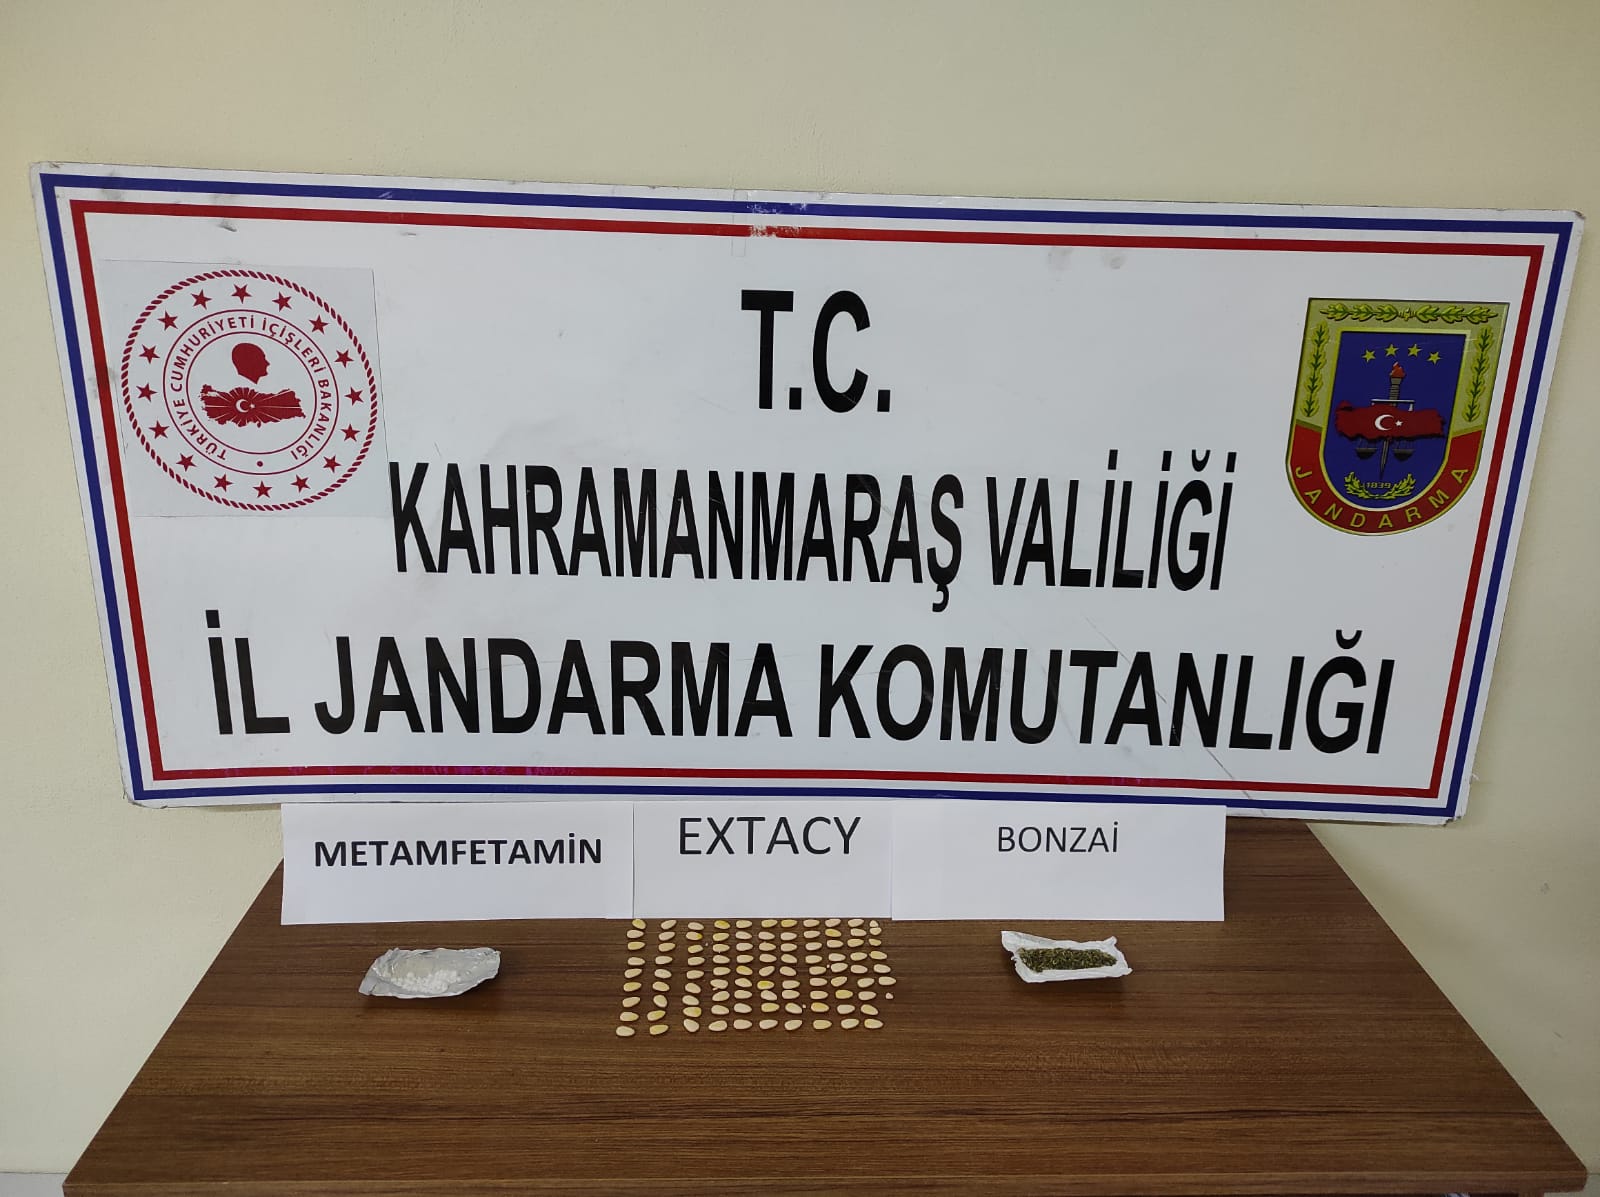 T.C.
KAHRAMANMARAŞ VALİLİĞİ
İL JANDARMA KOMUTANLIĞI
TÜRKİYE CUMHURİYETİ İÇİŞLERİ BAKANLIĞI
1839
JANDARMA
METAMFETAMİN
EXTACY
BONZAİ